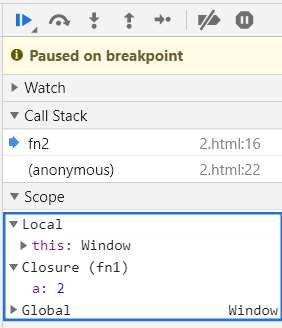 Paused on breakpoint
Watch
Call Stack
fn2 2.html:16
(anonymous) 2.html:22
Scope
Local
this: Window
Closure (fn1)
a: 2
Global Window